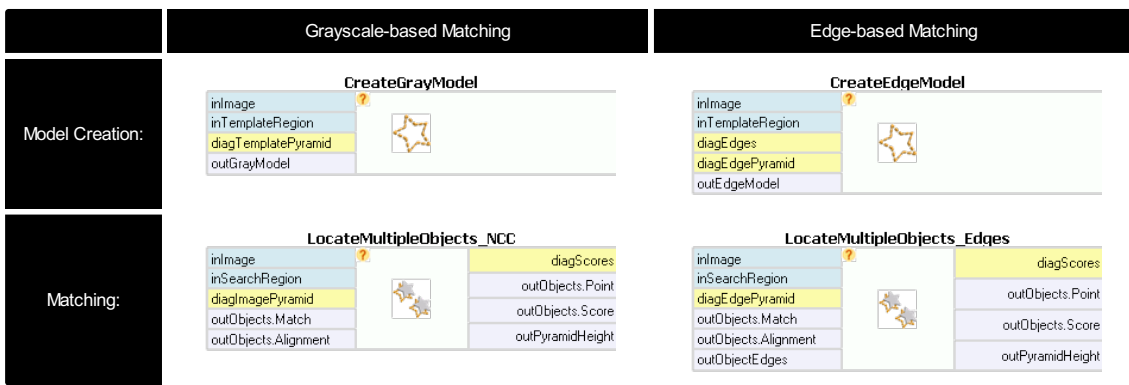 Grayscale-based Matching
Edge-based Matching
Model Creation:
CreateGrayModel
?
inImage
inTemplateRegion
diagTemplatePyramid
outGrayModel
CreateEdgeModel
?
inImage
inTemplateRegion
diagEdges
diagEdgePyramid
outEdgeModel
Matching:
LocateMultipleObjects_NCC
?
inImage
inSearchRegion
diagImagePyramid
outObjects.Match
outObjects.Alignment
diagScores
outObjects.Point
outObjects.Score
outPyramidHeight
LocateMultipleObjects_Edges
?
inImage
inSearchRegion
diagEdgePyramid
outObjects.Match
outObjects.Alignment
outObjectEdges
diagScores
outObjects.Point
outObjects.Score
outPyramidHeight